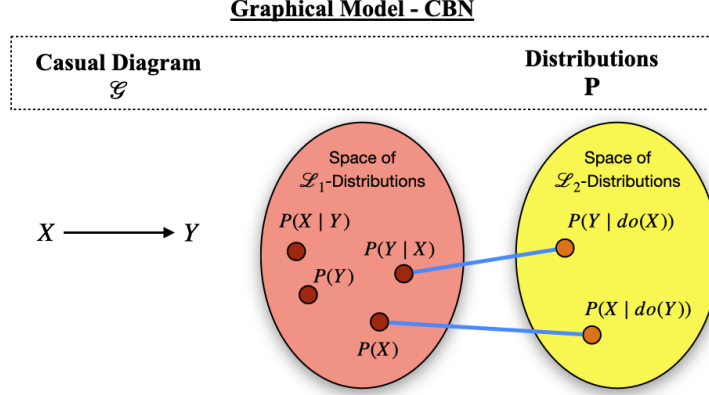 Graphical Model - CBN
Casual Diagram
𝒢
Distributions
P
Space of
ℒ₁-Distributions
P(X | Y)
P(Y | X)
P(Y)
P(X)
Space of
ℒ₂-Distributions
P(Y | do(X))
P(X | do(Y))
X Y